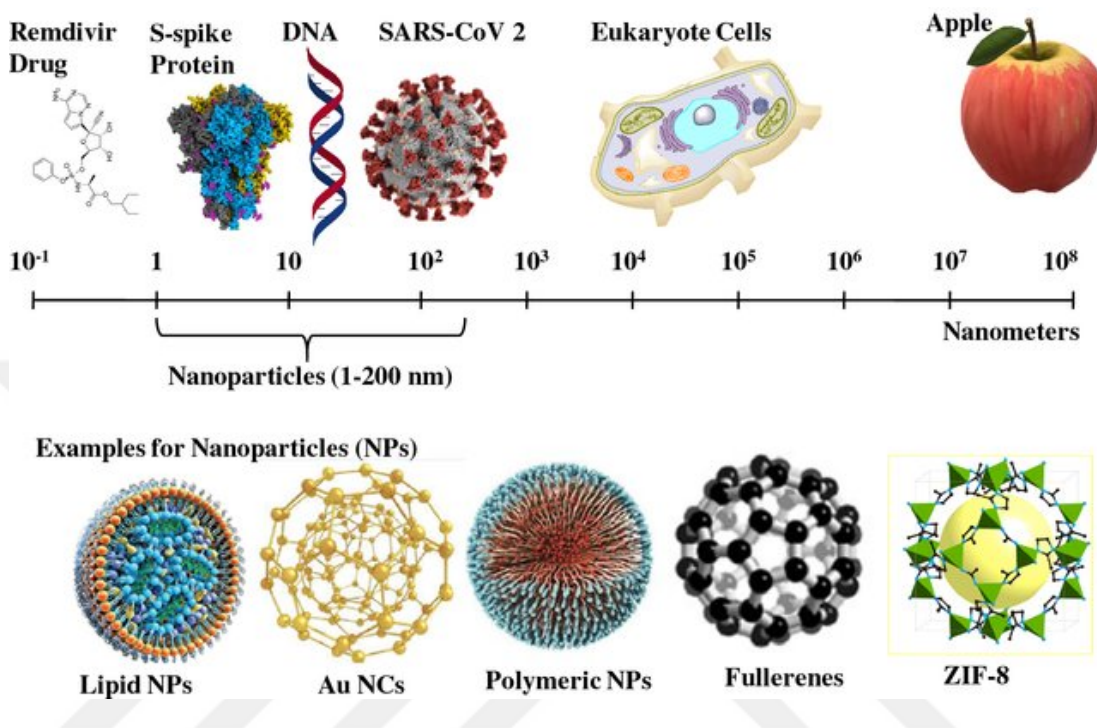 Remdivir
Drug
S-spike
Protein
DNA
SARS-CoV 2
Eukaryote Cells
Apple
10⁻¹ 1 10 10² 10³ 10⁴ 10⁵ 10⁶ 10⁷ 10⁸
Nanometers
Nanoparticles (1-200 nm)
Examples for Nanoparticles (NPs)
Lipid NPs
Au NCs
Polymeric NPs
Fullerenes
ZIF-8